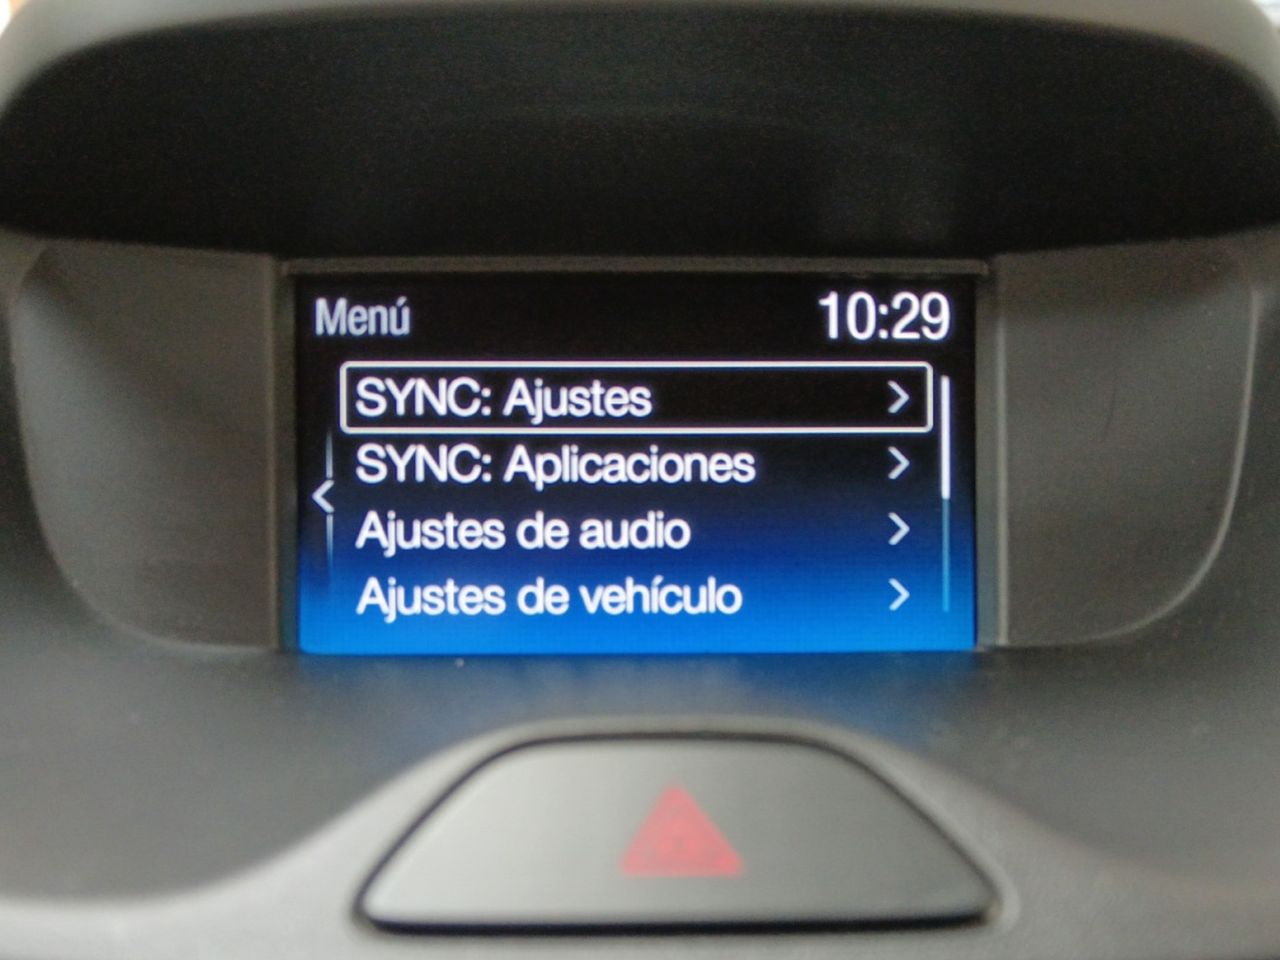 Menú 10:29
SYNC: Ajustes
SYNC: Aplicaciones
Ajustes de audio
Ajustes de vehículo